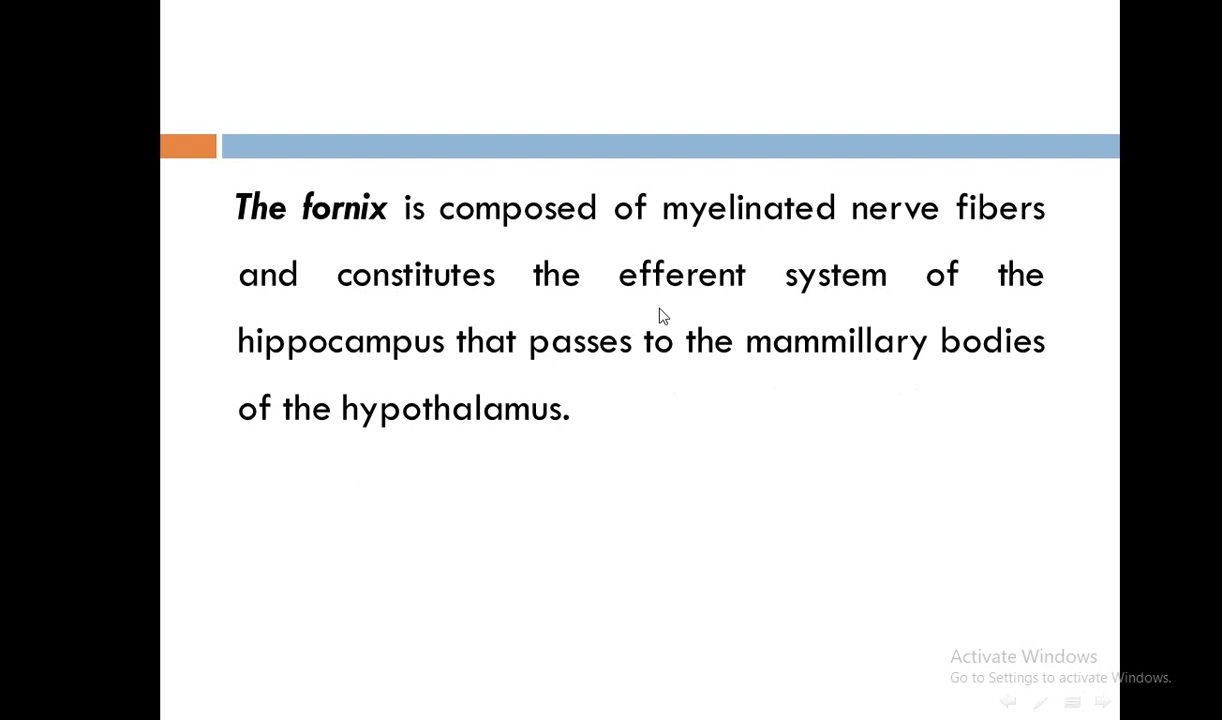 The fornix is composed of myelinated nerve fibers
and constitutes the efferent system of the
hippocampus that passes to the mammillary bodies
of the hypothalamus.
Activate Windows
Go to Settings to activate Windows.